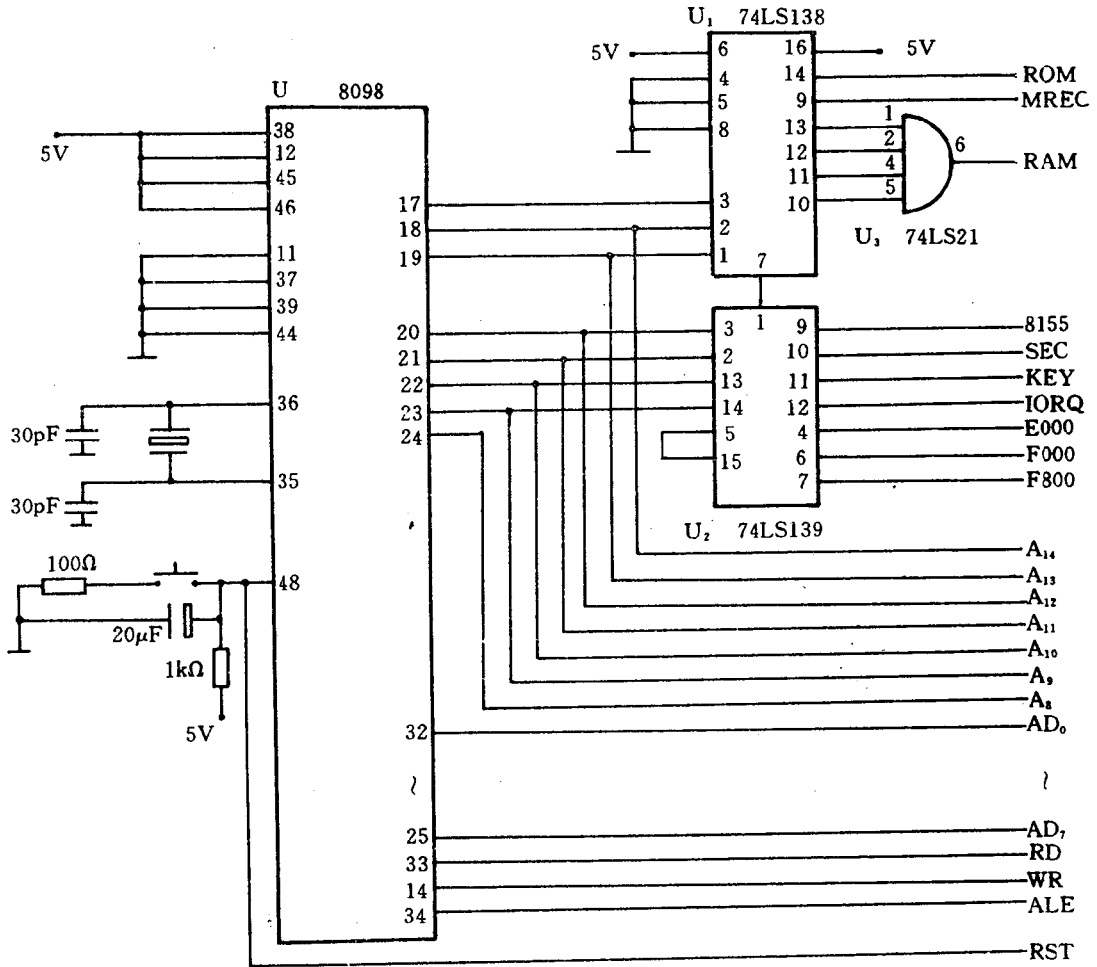 U₁ 74LS138
5V 6 16 5V
4 14 ROM
5 9 MREC
8 13 1
12 2 6
11 4 RAM
10 5
3
2
1 7
U₃ 74LS21
U 8098
5V 38
12
45
46
11
37
39
44
30pF 36
30pF 35
100Ω 48
20μF
1kΩ
5V
17
18
19
20
21
22
23
24
3 1 9 8155
2 10 SEC
13 11 KEY
14 12 IORQ
5 4 E000
15 6 F000
7 F800
U₂ 74LS139
A₁₄
A₁₃
A₁₂
A₁₁
A₁₀
A₉
A₈
32 AD₀
~ ~
25 AD₇
33 RD
14 WR
34 ALE
RST